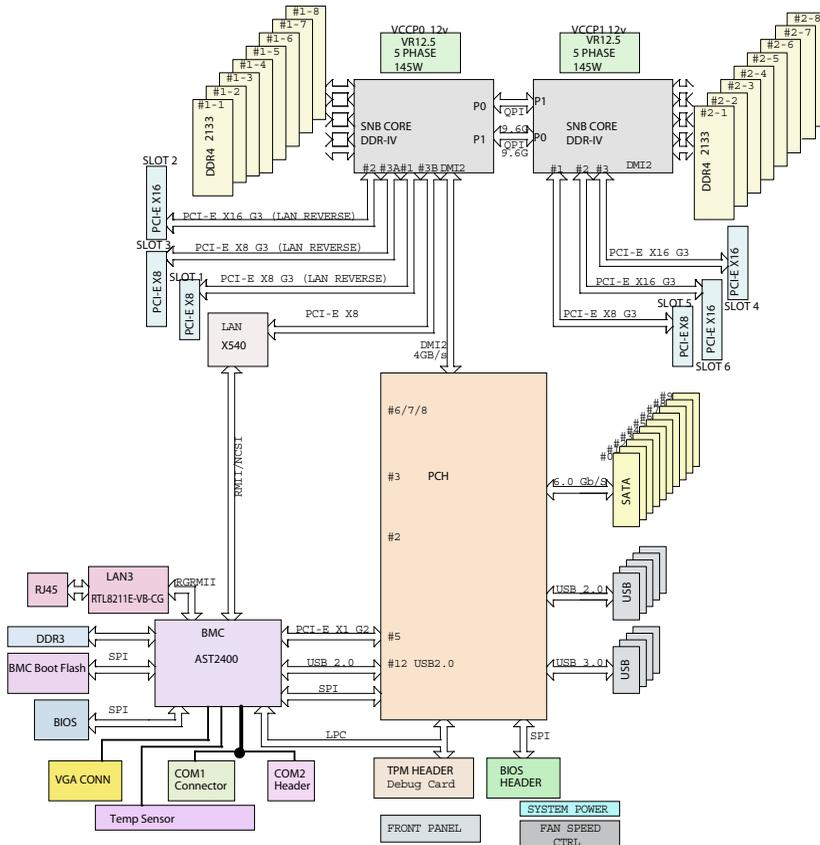 VCCP0 12v
VR12.5
5 PHASE
145W
VCCP1 12v
VR12.5
5 PHASE
145W
#1-8
#1-7
#1-6
#1-5
#1-4
#1-3
#1-2
#1-1
DDR4 2133
#2-8
#2-7
#2-6
#2-5
#2-4
#2-3
#2-2
#2-1
DDR4 2133
SNB CORE
DDR-IV
P0
P1
#2 #3A #1 #3B DMI2
QPI
9.6G
QPI
9.6G
P1
P0
SNB CORE
DDR-IV
DMI2
#1 #2 #3
SLOT 2
PCI-E X16
PCI-E X16 G3 (LAN REVERSE)
SLOT 3
PCI-E X8
PCI-E X8 G3 (LAN REVERSE)
SLOT 1
PCI-E X8
PCI-E X8 G3 (LAN REVERSE)
PCI-E X16 G3
PCI-E X16
SLOT 4
PCI-E X16 G3
PCI-E X16
SLOT 6
PCI-E X8 G3
SLOT 5
PCI-E X8
LAN
X540
PCI-E X8
DMI2
4GB/s
RMII/NCSI
#6/7/8
#3
PCH
#2
#5
#12 USB2.0
6.0 Gb/S
#9
#8
#7
#6
#5
#4
#3
#2
#1
#0
SATA
USB 2.0
USB
USB 3.0
USB
RJ45
LAN3
RTL8211E-VB-CG
RGRMII
DDR3
BMC
AST2400
PCI-E X1 G2
USB 2.0
SPI
BMC Boot Flash
SPI
BIOS
SPI
LPC
SPI
VGA CONN
COM1
Connector
COM2
Header
Temp Sensor
TPM HEADER
Debug Card
BIOS
HEADER
FRONT PANEL
SYSTEM POWER
FAN SPEED
CTRL